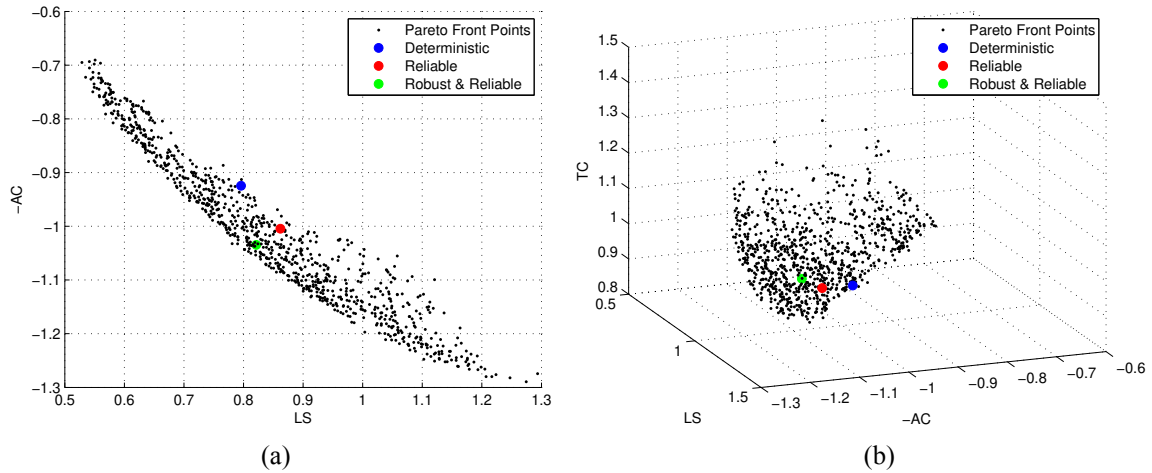 −0.6
−0.7
−0.8
−0.9
−1
−1.1
−1.2
−1.3
−AC
0.5 0.6 0.7 0.8 0.9 1 1.1 1.2 1.3
LS
Pareto Front Points
Deterministic
Reliable
Robust & Reliable
(a)
1.5
1.4
1.3
1.2
1.1
1
0.9
0.8
TC
0.5
1
1.5
LS
−1.3 −1.2 −1.1 −1 −0.9 −0.8 −0.7 −0.6
−AC
Pareto Front Points
Deterministic
Reliable
Robust & Reliable
(b)